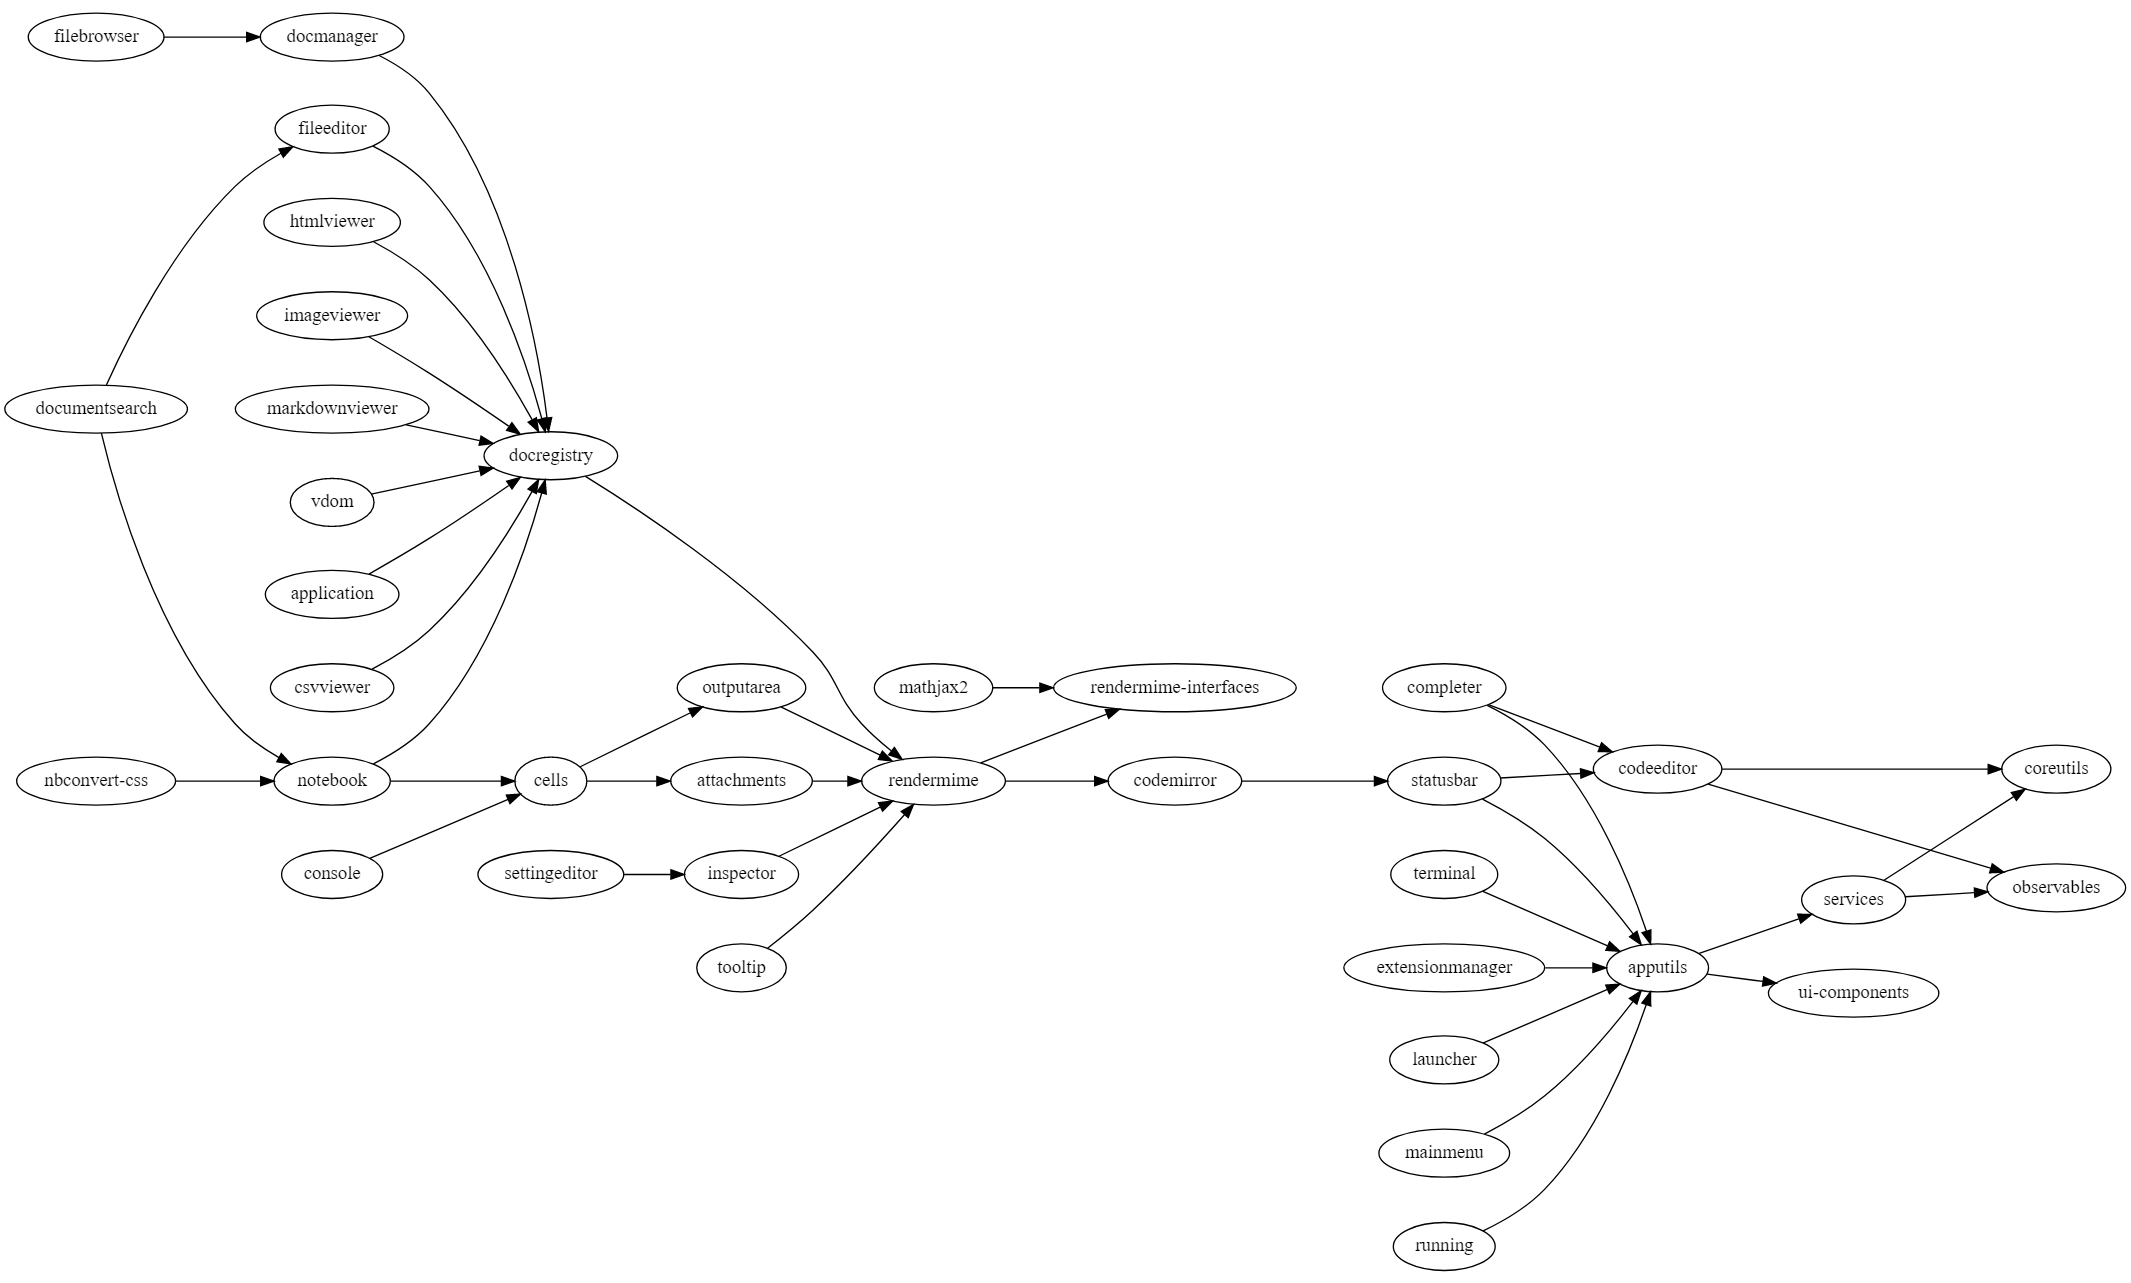 filebrowser
docmanager
fileeditor
htmlviewer
imageviewer
documentsearch
markdownviewer
docregistry
vdom
application
csvviewer
outputarea
mathjax2
rendermime-interfaces
completer
nbconvert-css
notebook
cells
attachments
rendermime
codemirror
statusbar
codeeditor
coreutils
console
settingeditor
inspector
terminal
services
observables
tooltip
extensionmanager
apputils
ui-components
launcher
mainmenu
running